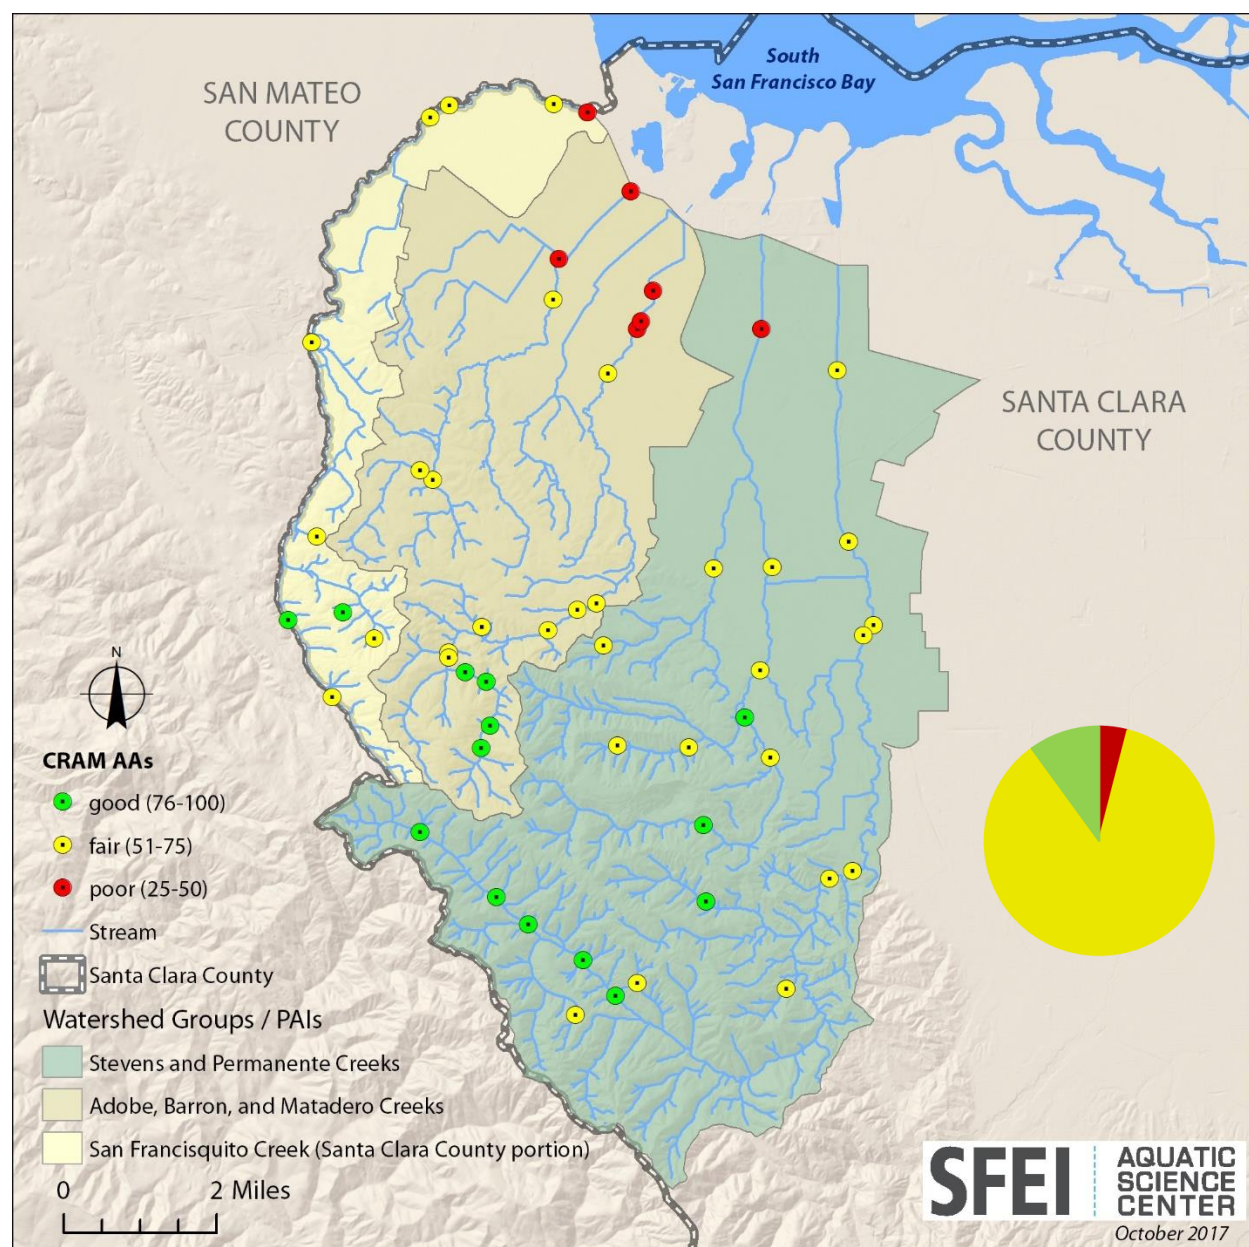 South
San Francisco Bay
SAN MATEO
COUNTY
SANTA CLARA
COUNTY
N
CRAM AAs
good (76-100)
fair (51-75)
poor (25-50)
Stream
Santa Clara County
Watershed Groups / PAIs
Stevens and Permanente Creeks
Adobe, Barron, and Matadero Creeks
San Francisquito Creek (Santa Clara County portion)
0 2 Miles
SFEI
AQUATIC
SCIENCE
CENTER
October 2017